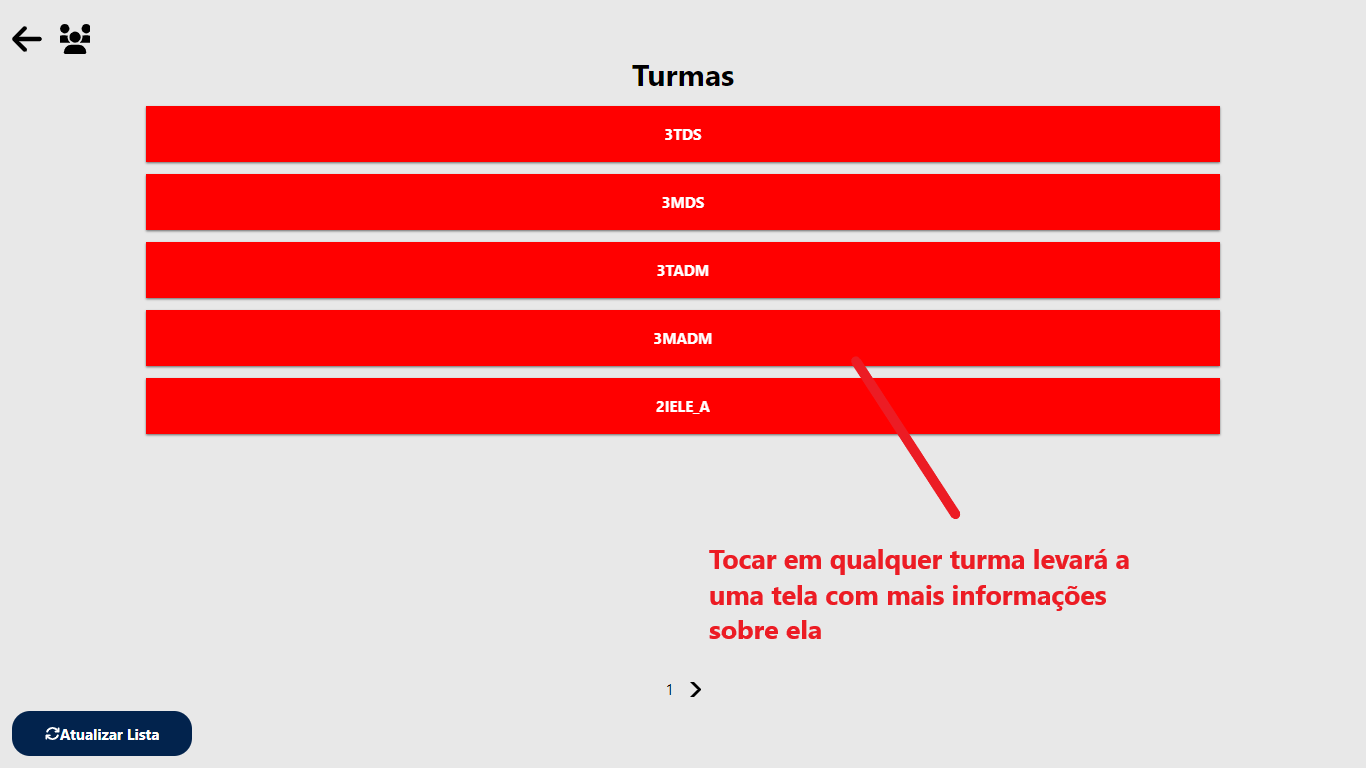 Turmas
3TDS
3MDS
3TADM
3MADM
2IELE_A
Tocar em qualquer turma levará a
uma tela com mais informações
sobre ela
1
Atualizar Lista